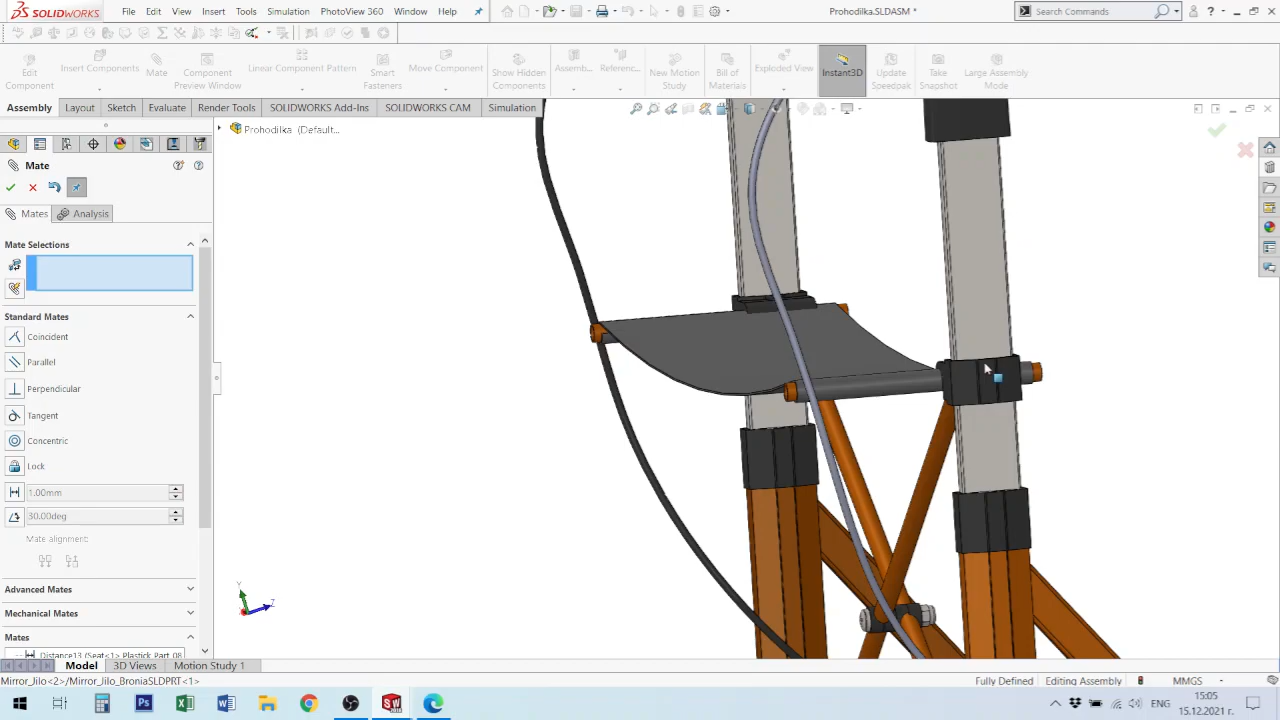 SOLIDWORKS
File Edit View Insert Tools Simulation PhotoView 360 Window Help
Prohodilka.SLDASM *
Search Commands
Edit Component
Insert Components
Mate
Component Preview Window
Linear Component Pattern
Smart Fasteners
Move Component
Show Hidden Components
Assemb...
Referenc...
New Motion Study
Bill of Materials
Exploded View
Instant3D
Update Speedpak
Take Snapshot
Large Assembly Mode
Assembly Layout Sketch Evaluate Render Tools SOLIDWORKS Add-Ins SOLIDWORKS CAM Simulation
Prohodilka (Default...
Mate
Mates Analysis
Mate Selections
Standard Mates
Coincident
Parallel
Perpendicular
Tangent
Concentric
Lock
1.00mm
30.00deg
Mate alignment:
Advanced Mates
Mechanical Mates
Mates
Distance13 (Seat<1>,Plastick_Part_08
Y
Z
Model 3D Views Motion Study 1
Mirror_Jilo<2>/Mirror_Jilo_BroniaSLDPRT<1>
Fully Defined Editing Assembly MMGS
ENG
15:05
15.12.2021 г.